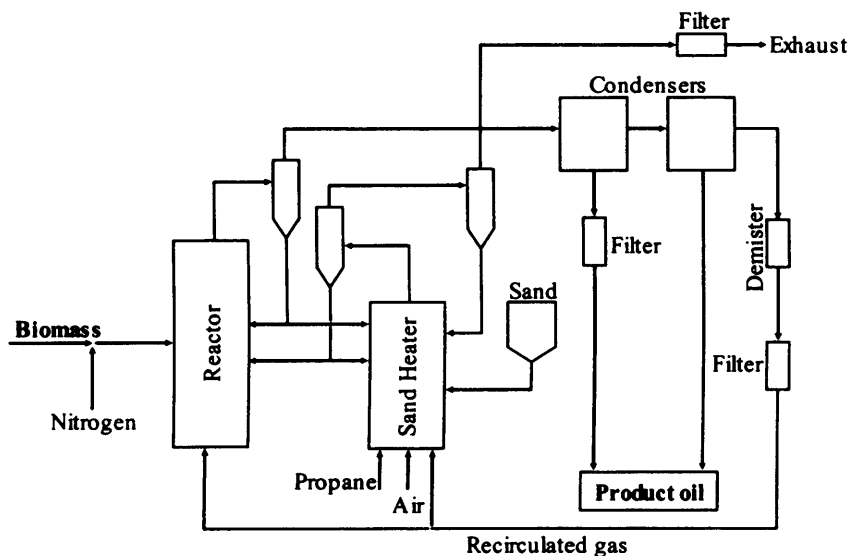 Filter
Exhaust
Condensers
Filter
Demister
Sand
Biomass
Reactor
Sand Heater
Filter
Nitrogen
Propane
Air
Product oil
Recirculated gas